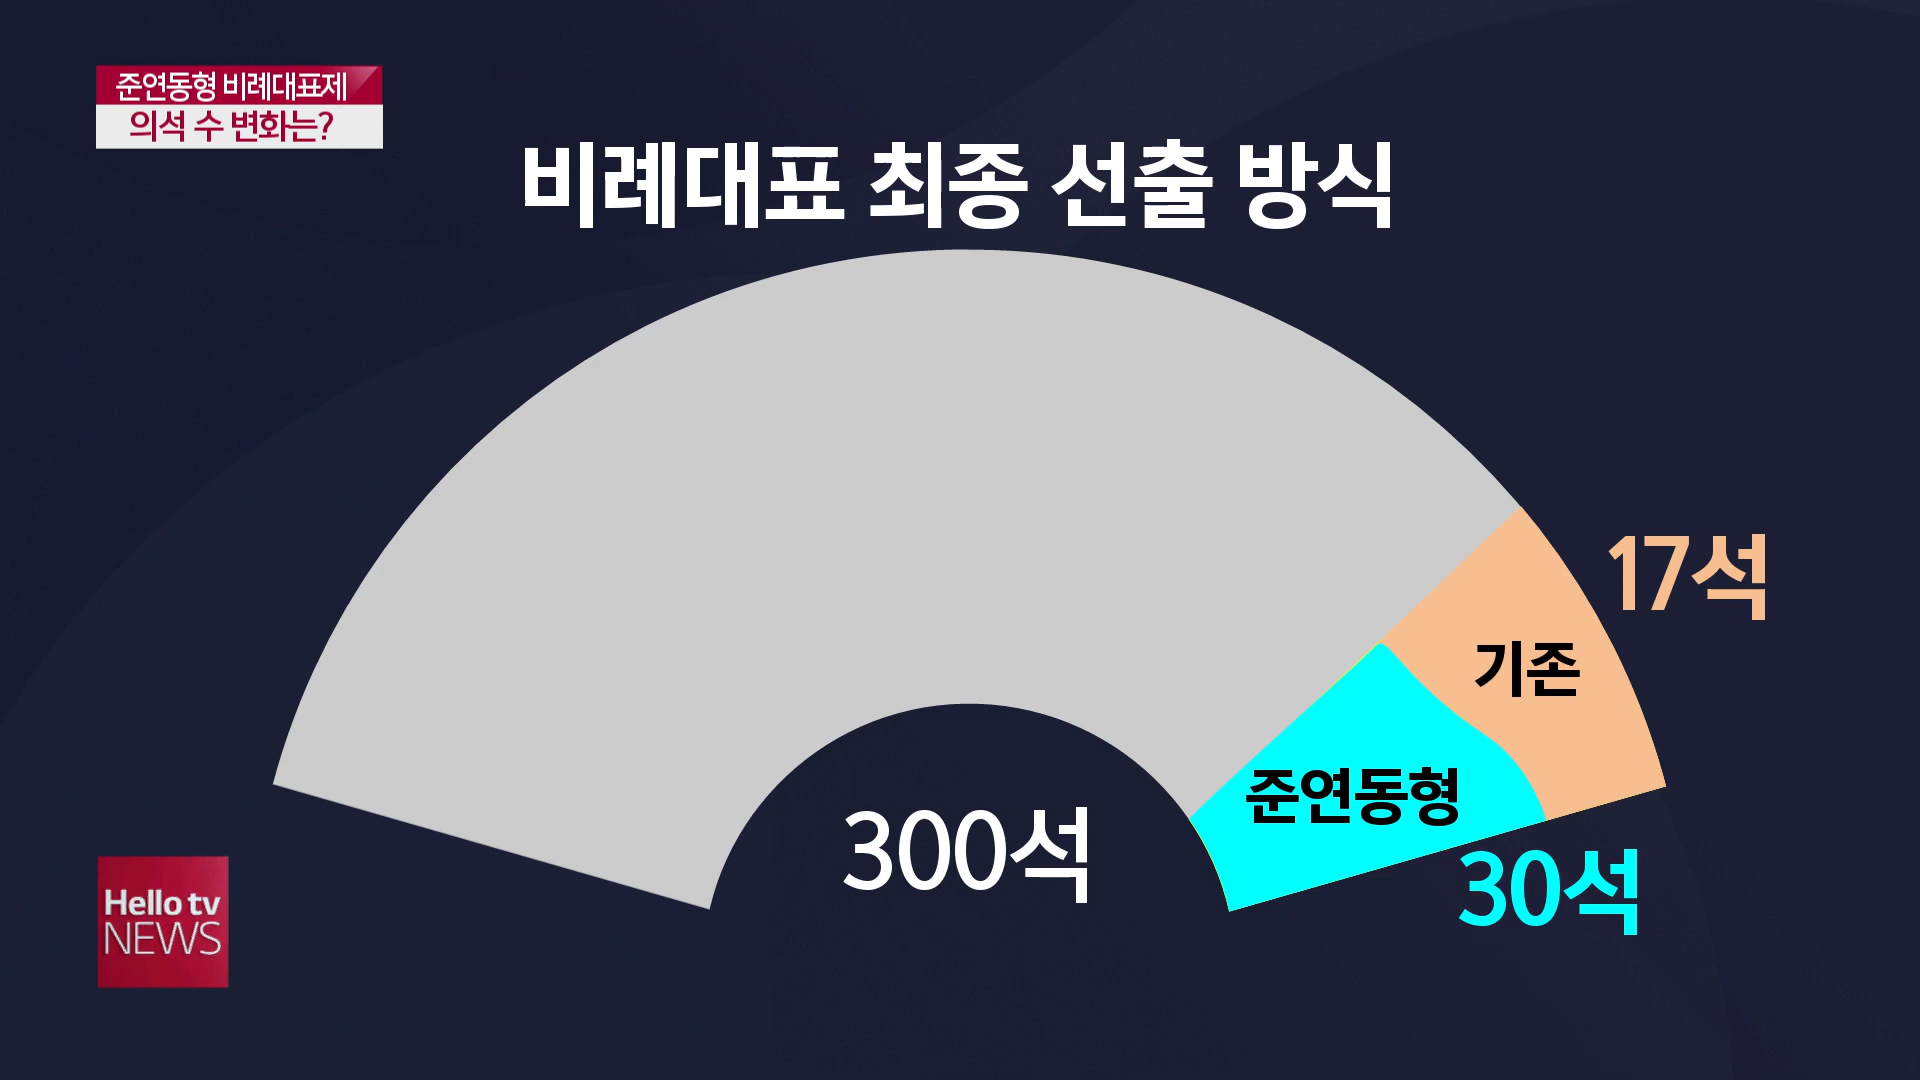 준연동형 비례대표제
의석 수 변화는?
비례대표 최종 선출 방식
17석
기존
준연동형
300석
30석
Hello tv
NEWS